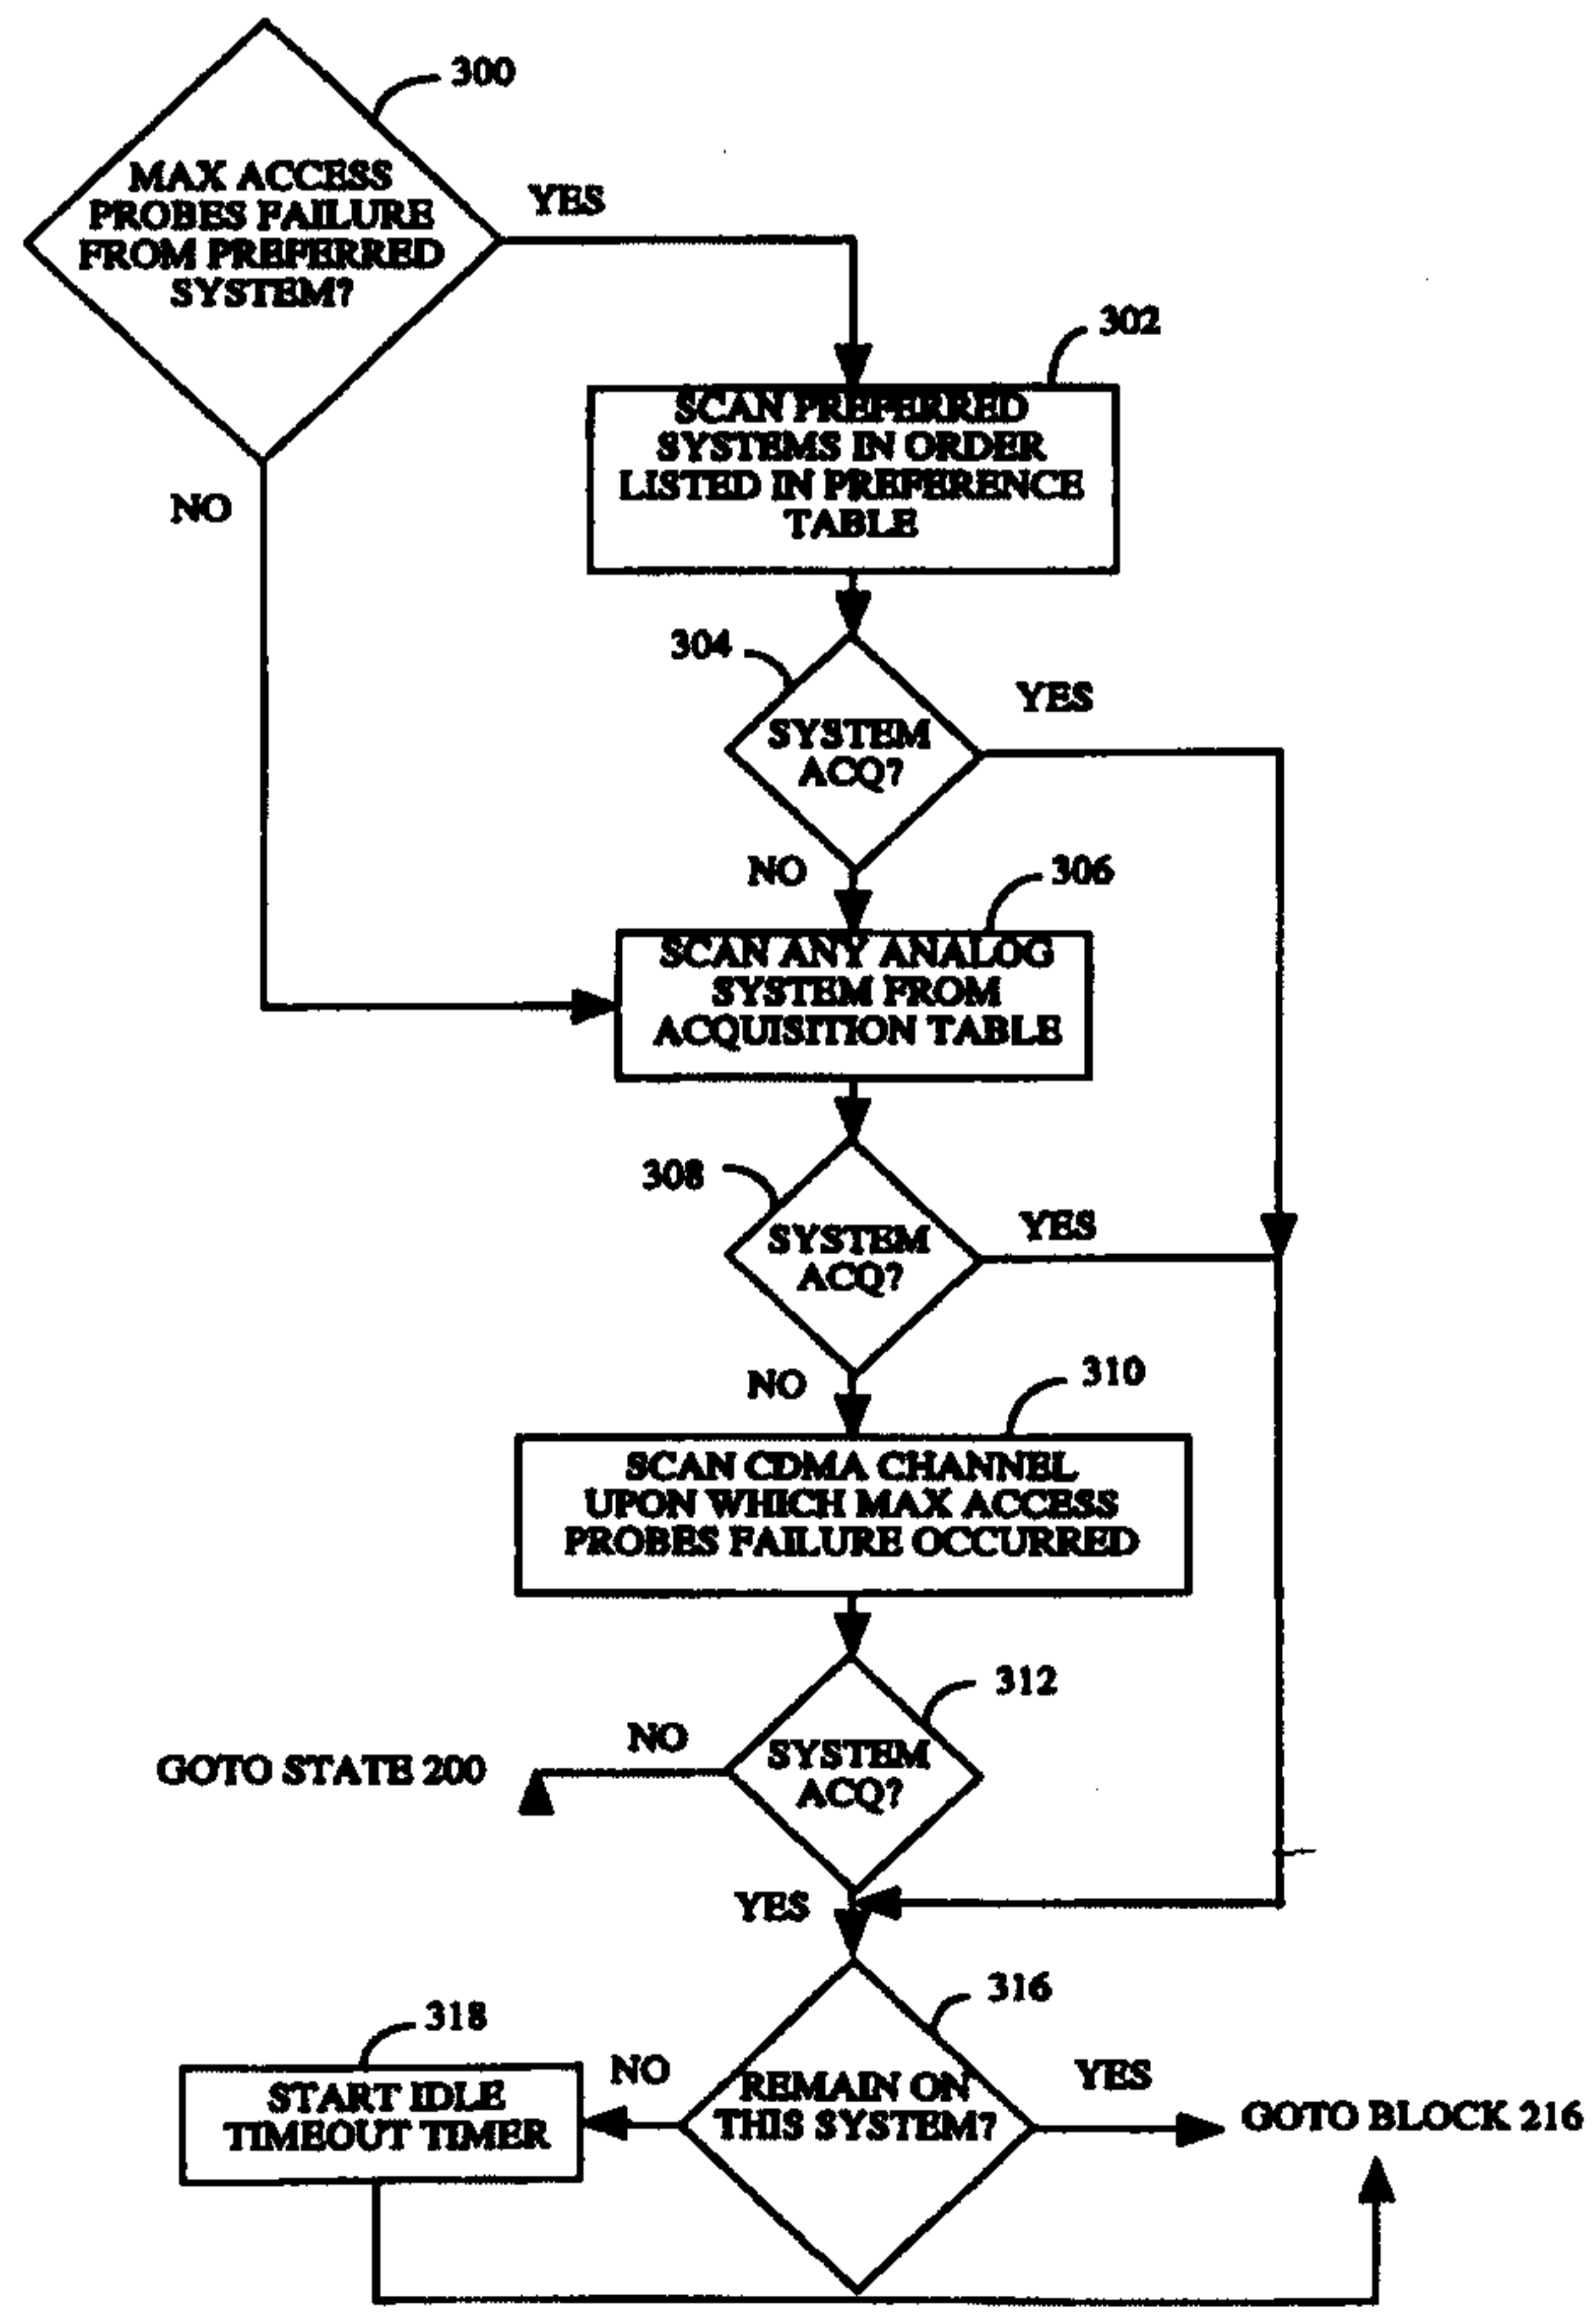 300
MAX ACCESS
PROBES FAILURE
FROM PREFERRED
SYSTEM?
YES
NO
302
SCAN PREFERRED
SYSTEMS IN ORDER
LISTED IN PREFERENCE
TABLE
304
SYSTEM
ACQ?
YES
NO
306
SCAN ANY ANALOG
SYSTEM FROM
ACQUISITION TABLE
308
SYSTEM
ACQ?
YES
NO
310
SCAN CDMA CHANNEL
UPON WHICH MAX ACCESS
PROBES FAILURE OCCURRED
312
SYSTEM
ACQ?
NO
GOTO STATE 200
YES
316
REMAIN ON
THIS SYSTEM?
NO
YES
318
START IDLE
TIMEOUT TIMER
GOTO BLOCK 216